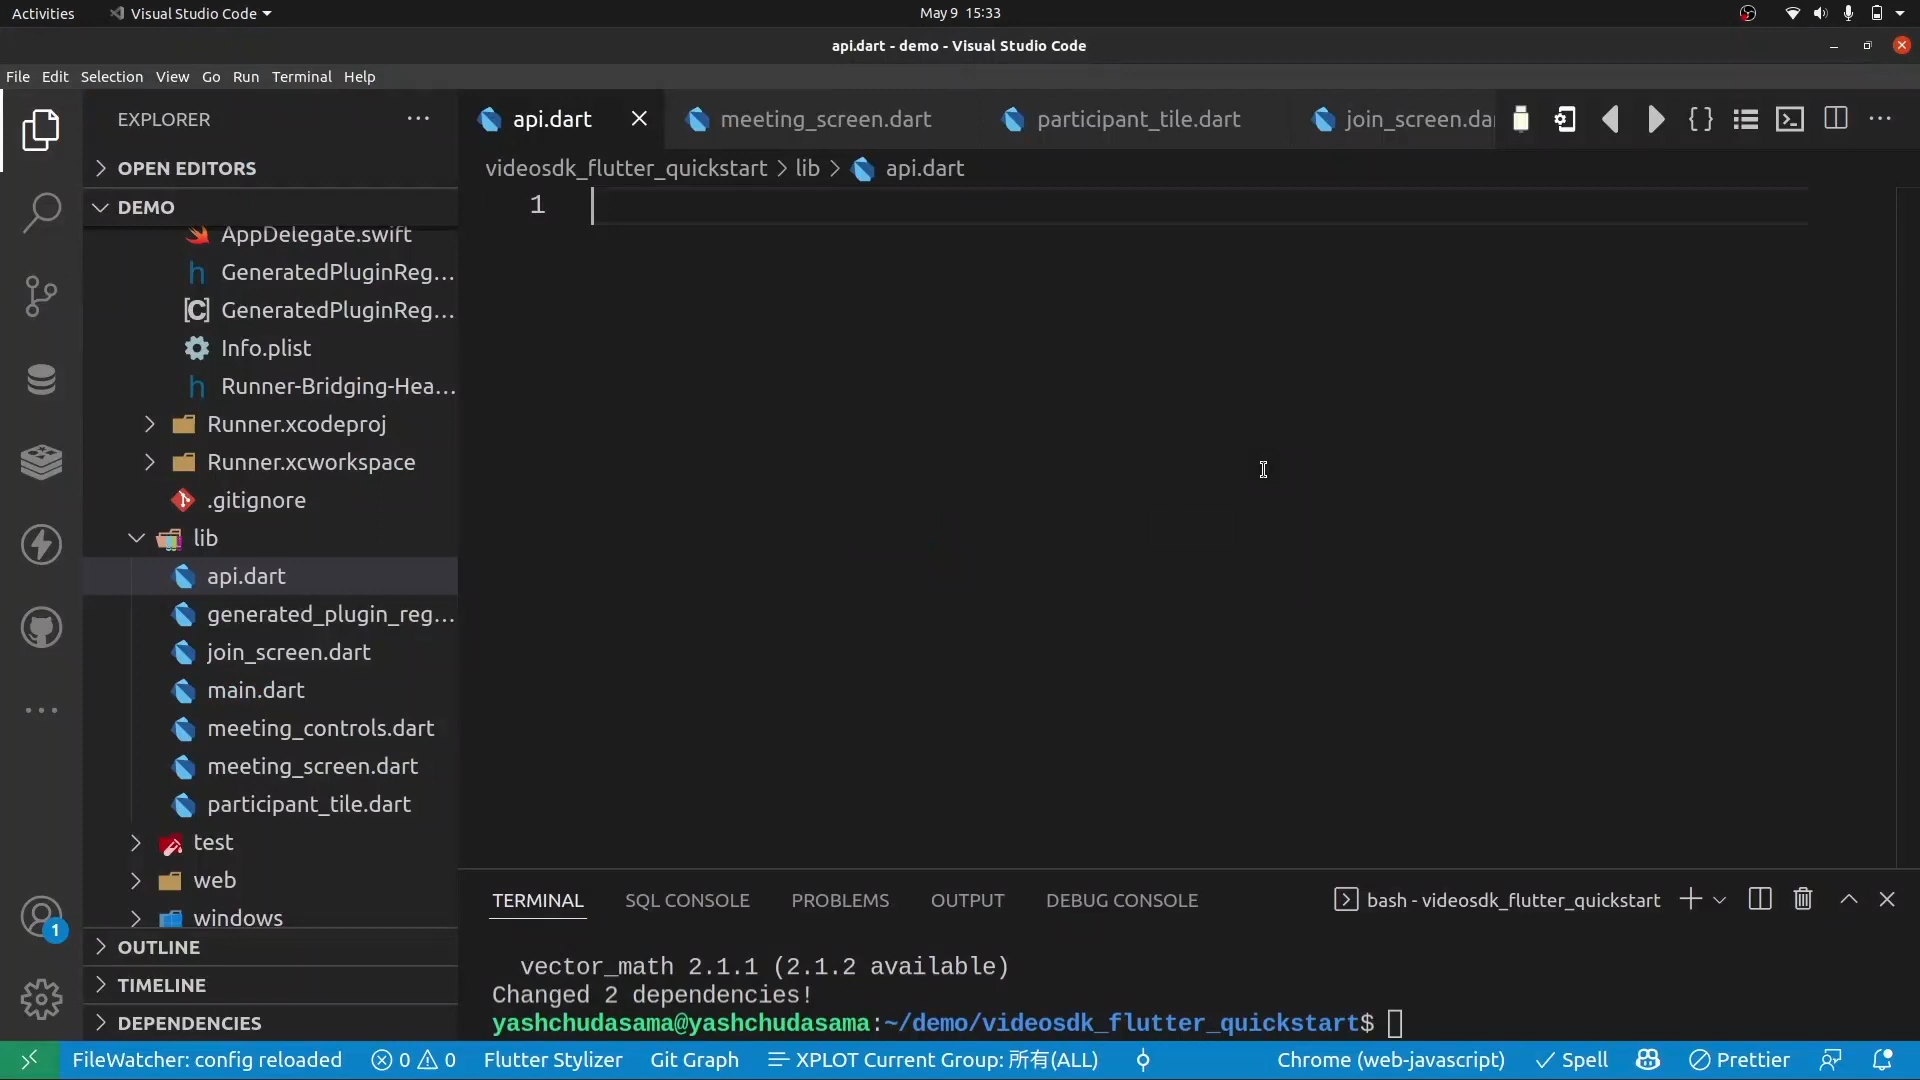 Activities
Visual Studio Code
May 9 15:33
api.dart - demo - Visual Studio Code
File Edit Selection View Go Run Terminal Help
EXPLORER
OPEN EDITORS
DEMO
AppDelegate.swift
GeneratedPluginReg...
GeneratedPluginReg...
Info.plist
Runner-Bridging-Hea...
Runner.xcodeproj
Runner.xcworkspace
.gitignore
lib
api.dart
generated_plugin_reg...
join_screen.dart
main.dart
meeting_controls.dart
meeting_screen.dart
participant_tile.dart
test
web
windows
OUTLINE
TIMELINE
DEPENDENCIES
1
api.dart
meeting_screen.dart
participant_tile.dart
join_screen.dar
videosdk_flutter_quickstart > lib > api.dart
1
TERMINAL SQL CONSOLE PROBLEMS OUTPUT DEBUG CONSOLE
bash - videosdk_flutter_quickstart
vector_math 2.1.1 (2.1.2 available)
Changed 2 dependencies!
yashchudasama@yashchudasama:~/demo/videosdk_flutter_quickstart$
FileWatcher: config reloaded 0 0 Flutter Stylizer Git Graph XPLOT Current Group: 所有(ALL) Chrome (web-javascript) Spell Prettier